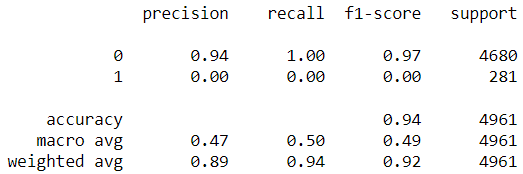 precision recall f1-score support
0 0.94 1.00 0.97 4680
1 0.00 0.00 0.00 281
accuracy 0.94 4961
macro avg 0.47 0.50 0.49 4961
weighted avg 0.89 0.94 0.92 4961